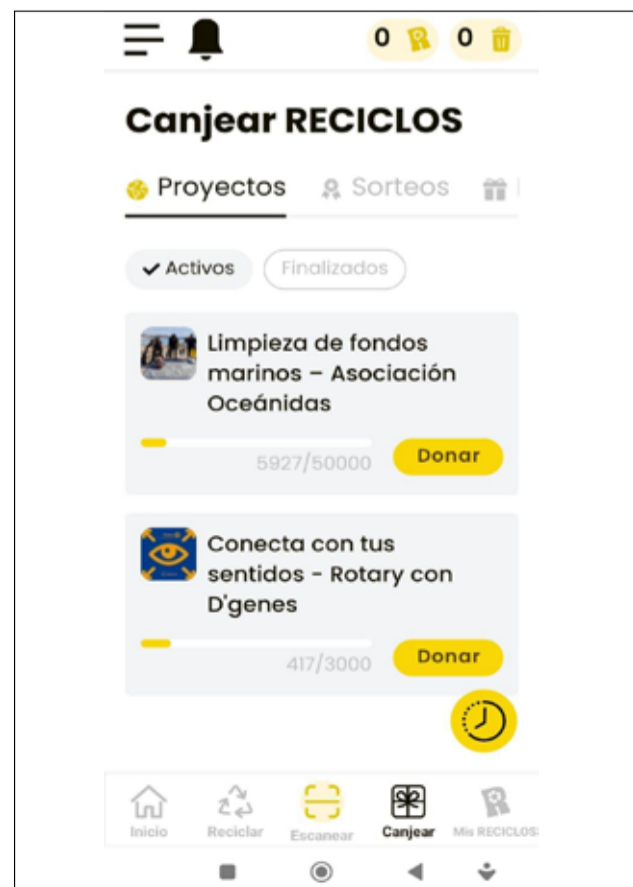 0 0
Canjear RECICLOS
Proyectos Sorteos
Activos Finalizados
Limpieza de fondos
marinos – Asociación
Oceánidas
5927/50000 Donar
Conecta con tus
sentidos - Rotary con
D'genes
417/3000 Donar
Inicio Reciclar Escanear Canjear Mis RECICLOS